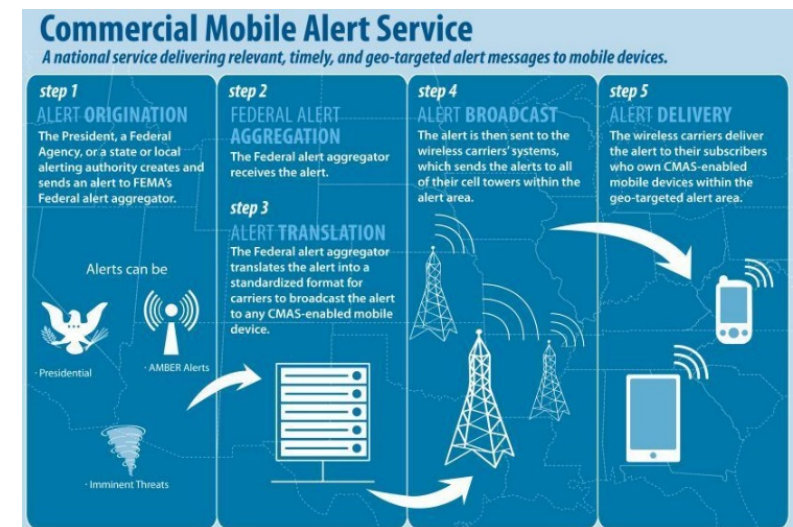 Commercial Mobile Alert Service
A national service delivering relevant, timely, and geo-targeted alert messages to mobile devices.
step 1
ALERT ORIGINATION
The President, a Federal
Agency, or a state or local
alerting authority creates and
sends an alert to FEMA's
Federal alert aggregator.
Alerts can be
· Presidential
· AMBER Alerts
· Imminent Threats
step 2
FEDERAL ALERT
AGGREGATION
The Federal alert aggregator
receives the alert.
step 3
ALERT TRANSLATION
The Federal alert aggregator
translates the alert into a
standardized format for
carriers to broadcast the alert
to any CMAS-enabled mobile
device.
step 4
ALERT BROADCAST
The alert is then sent to the
wireless carriers' systems,
which sends the alerts to all
of their cell towers within the
alert area.
step 5
ALERT DELIVERY
The wireless carriers deliver
the alert to their subscribers
who own CMAS-enabled
mobile devices within the
geo-targeted alert area.